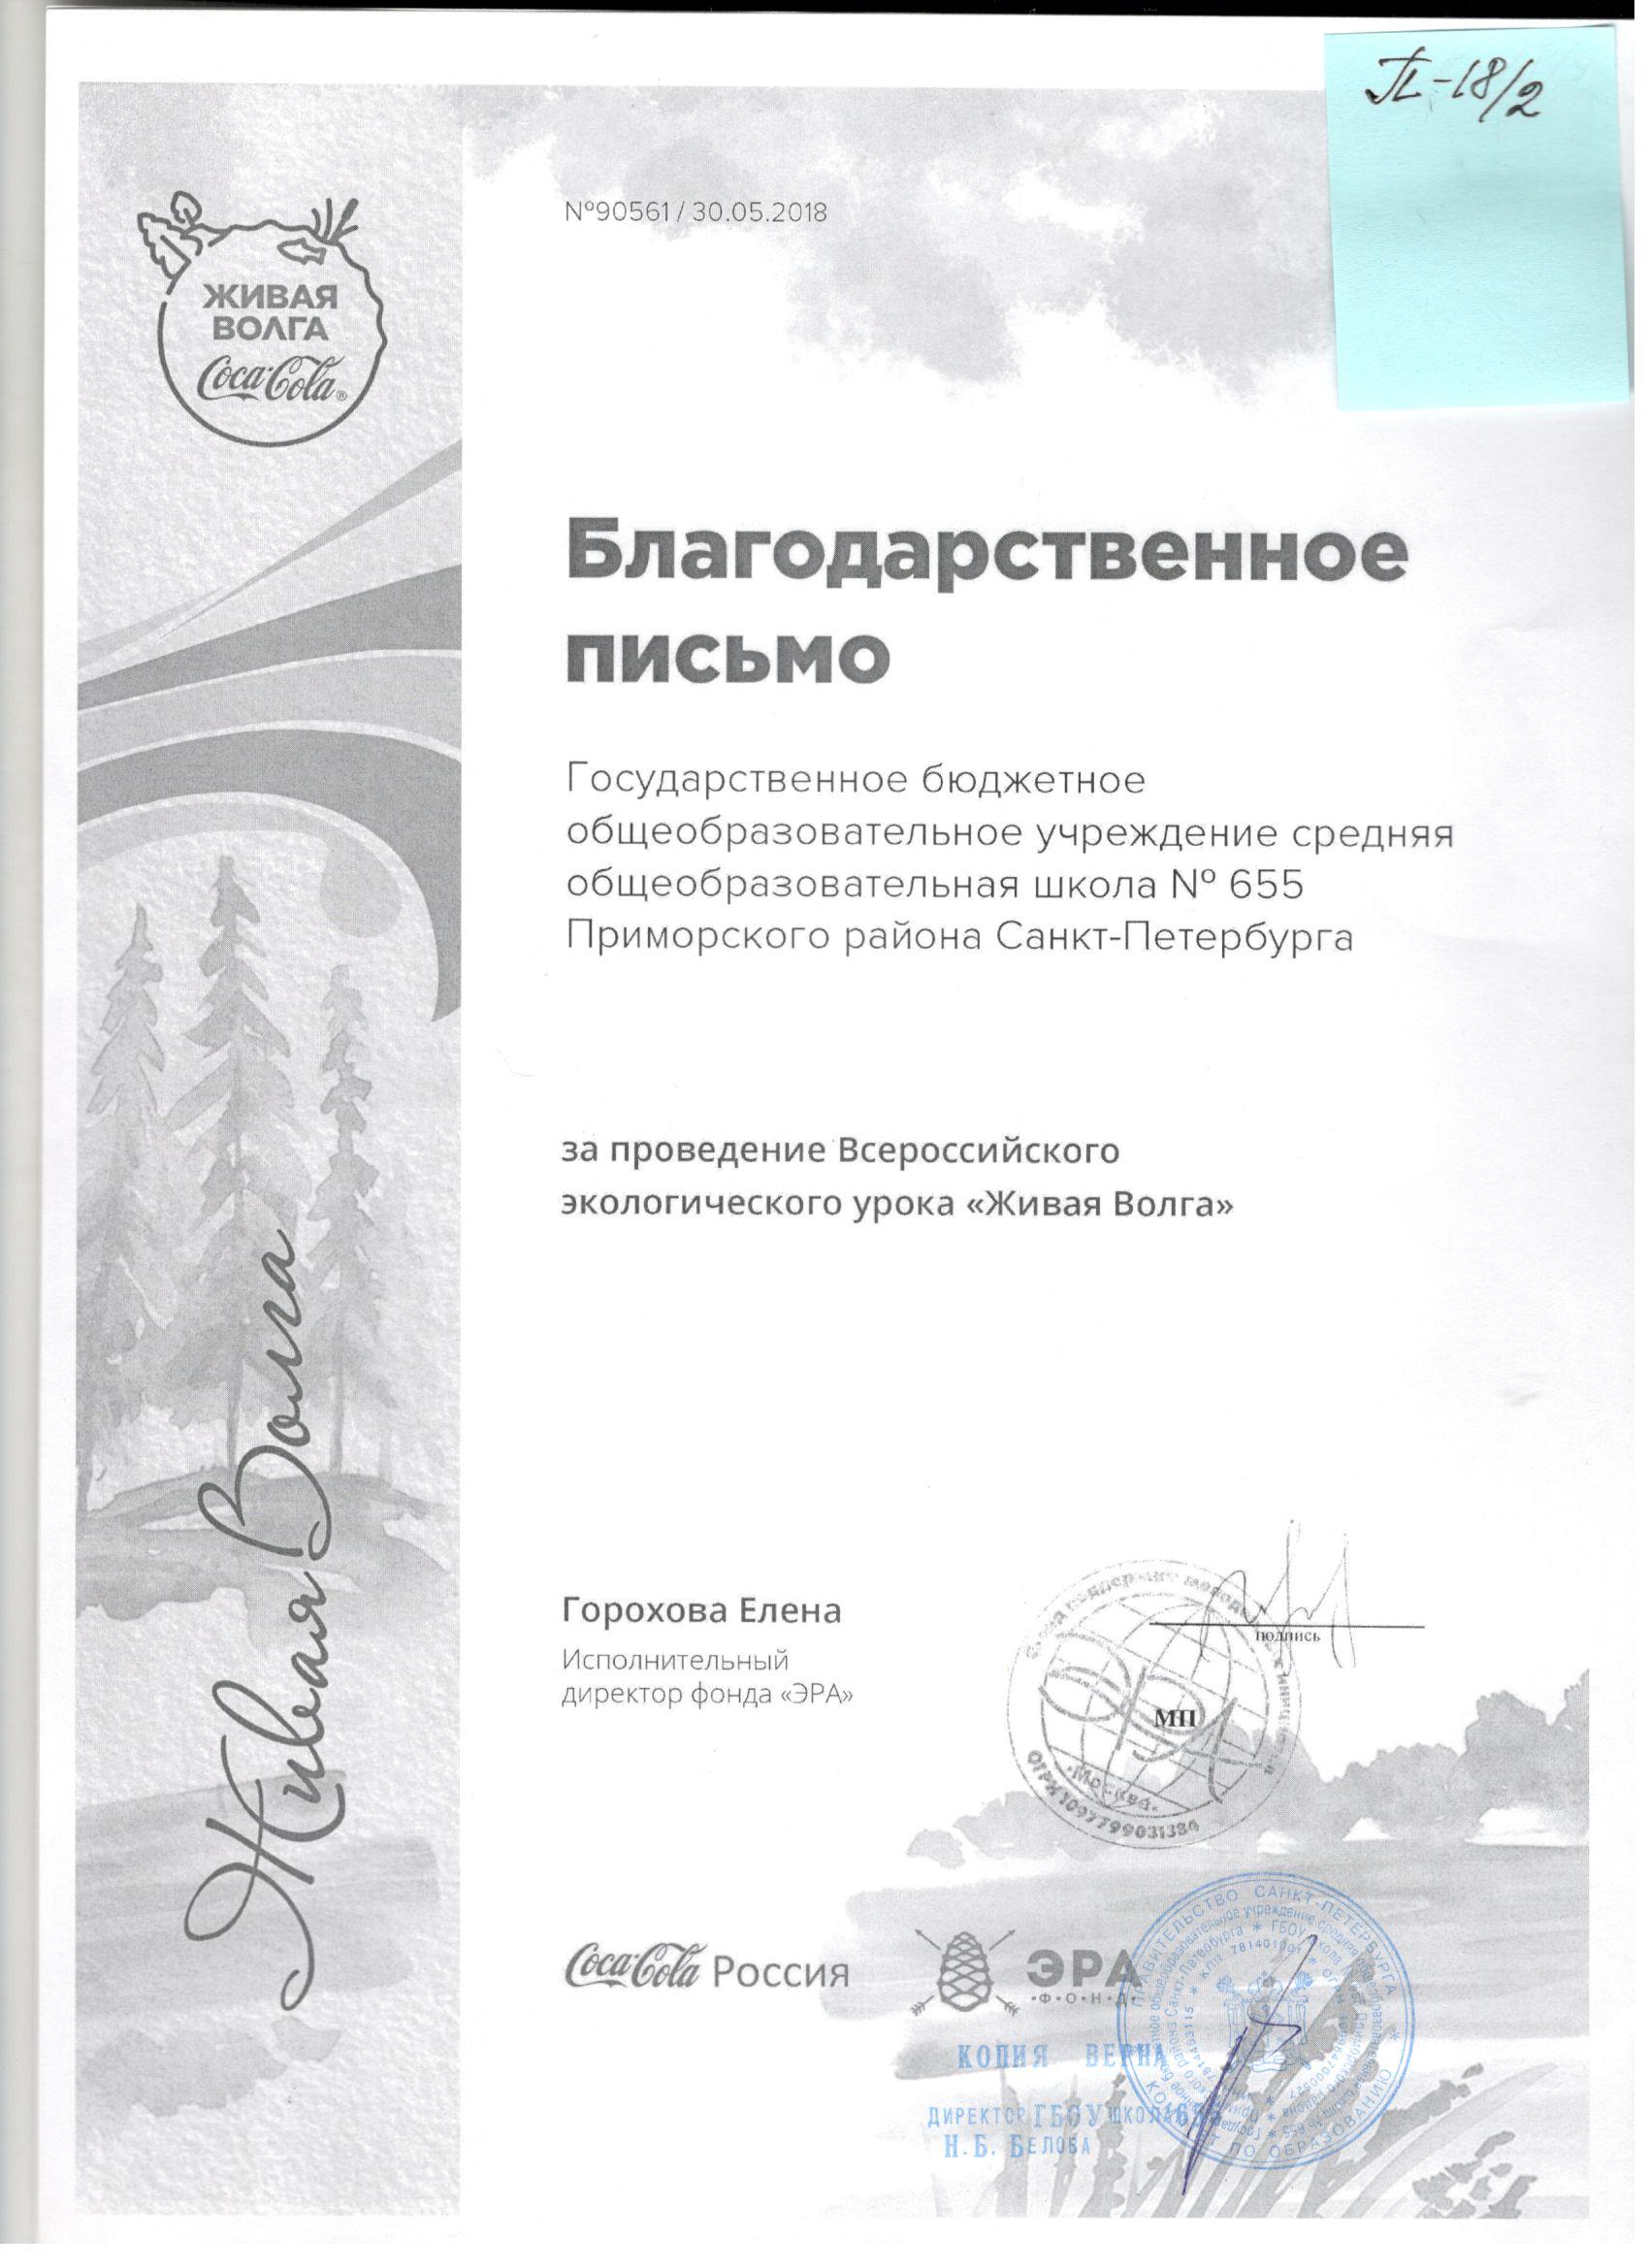 П-18/2
№90561 / 30.05.2018
ЖИВАЯ
ВОЛГА
Coca-Cola®
Благодарственное
письмо
Государственное бюджетное
общеобразовательное учреждение средняя
общеобразовательная школа № 655
Приморского района Санкт-Петербурга
за проведение Всероссийского
экологического урока «Живая Волга»
Живая Волга
Горохова Елена
Исполнительный
директор фонда «ЭРА»
подпись
МП
Москва
ОГРН 1097799031384
Coca-Cola Россия
ЭРА
•Ф•О•Н•Д•
КОПИЯ ВЕРНА
ДИРЕКТОР ГБОУ ШКОЛА 655
Н.Б. БЕЛОВА
ПРАВИТЕЛЬСТВО САНКТ-ПЕТЕРБУРГА
КОМИТЕТ ПО ОБРАЗОВАНИЮ